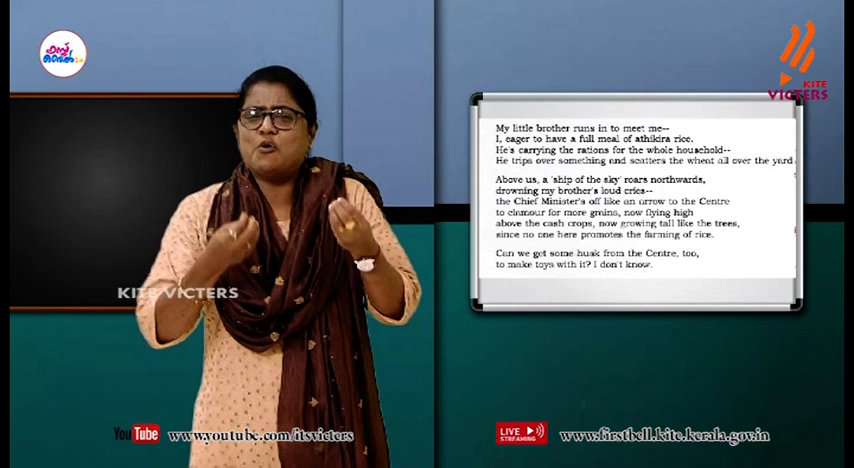 ഫസ്റ്റ്
ബെൽ 2.0
KITE
VICTERS
My little brother runs in to meet me--
I, eager to have a full meal of athikira rice.
He's carrying the rations for the whole household--
He trips over something and scatters the wheat all over the yard
Above us, a 'ship of the sky' roars northwards,
drowning my brother's loud cries--
the Chief Minister's off like an arrow to the Centre
to clamour for more grains, now flying high
above the cash crops, now growing tall like the trees,
since no one here promotes the farming of rice.
Can we get some husk from the Centre, too,
to make toys with it? I don't know.
KITE VICTERS
YouTube www.youtube.com/itsvicters
LIVE
STREAMING
www.firstbell.kite.kerala.gov.in